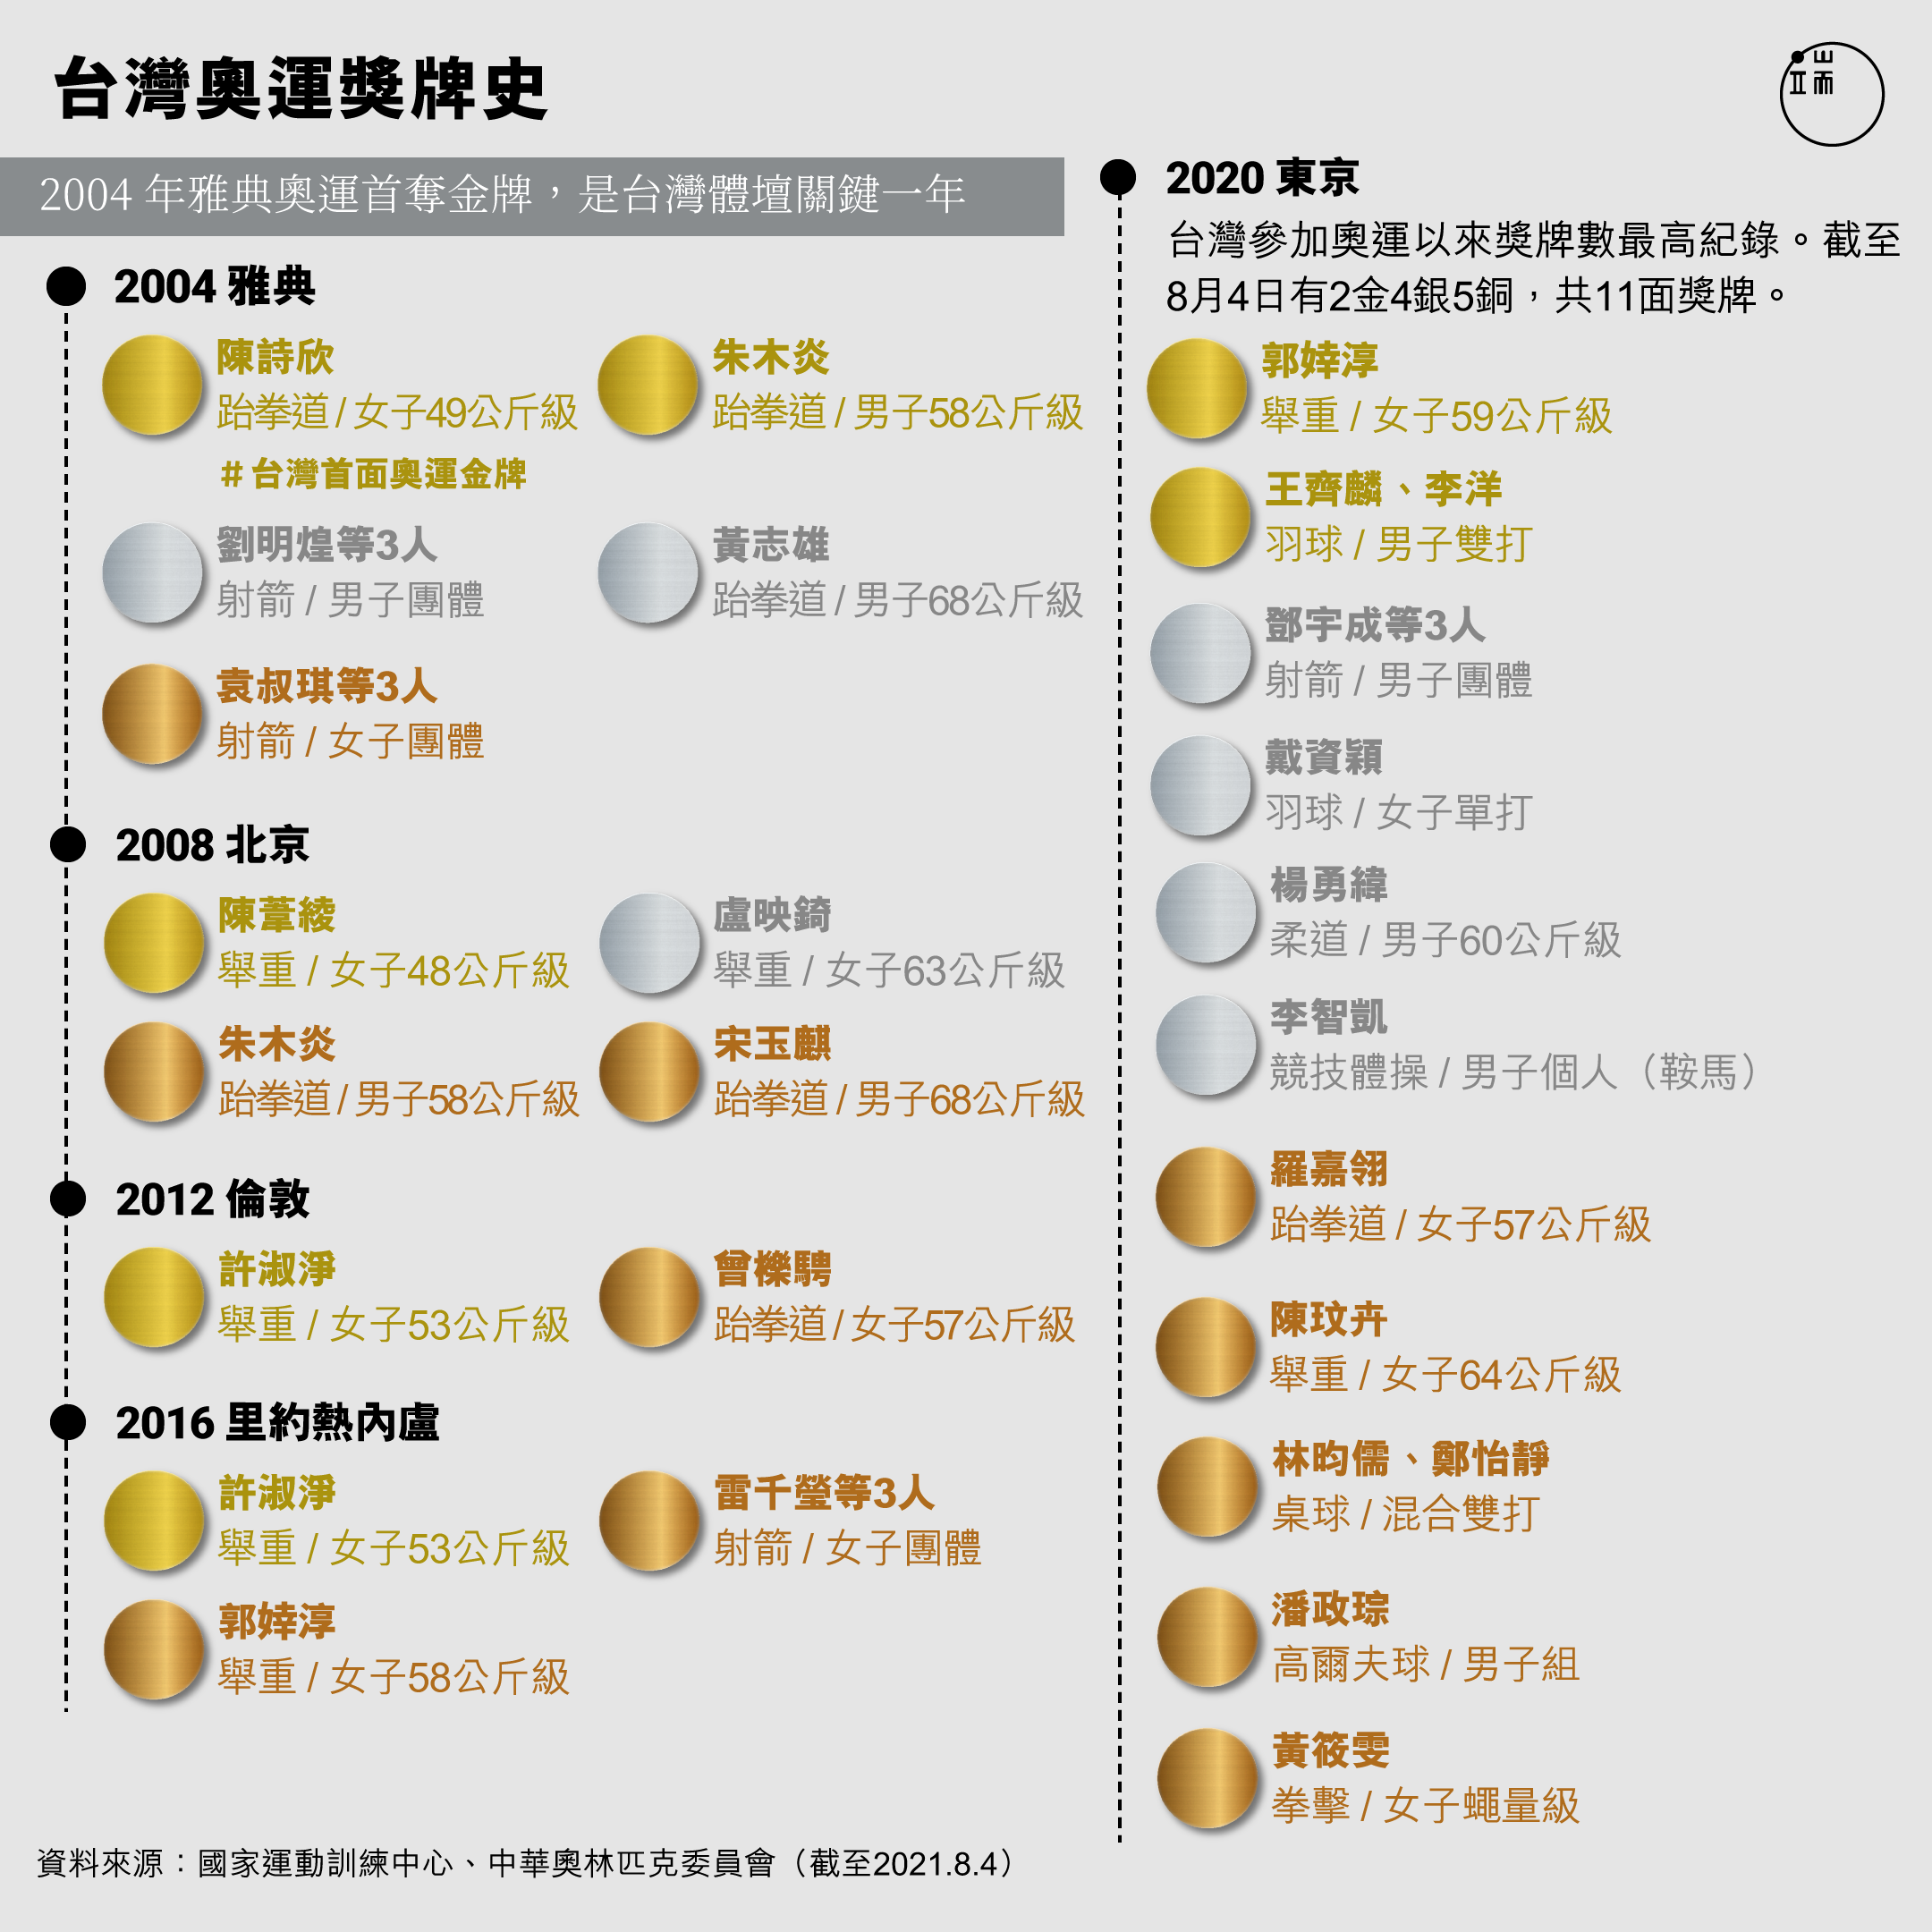 台灣奧運獎牌史
端
2004 年雅典奧運首奪金牌，是台灣體壇關鍵一年
2004 雅典
陳詩欣
跆拳道 / 女子49公斤級
＃台灣首面奧運金牌
朱木炎
跆拳道 / 男子58公斤級
劉明煌等3人
射箭 / 男子團體
黃志雄
跆拳道 / 男子68公斤級
袁叔琪等3人
射箭 / 女子團體
2008 北京
陳葦綾
舉重 / 女子48公斤級
盧映錡
舉重 / 女子63公斤級
朱木炎
跆拳道 / 男子58公斤級
宋玉麒
跆拳道 / 男子68公斤級
2012 倫敦
許淑淨
舉重 / 女子53公斤級
曾櫟騁
跆拳道 / 女子57公斤級
2016 里約熱內盧
許淑淨
舉重 / 女子53公斤級
雷千瑩等3人
射箭 / 女子團體
郭婞淳
舉重 / 女子58公斤級
2020 東京
台灣參加奧運以來獎牌數最高紀錄。截至
8月4日有2金4銀5銅，共11面獎牌。
郭婞淳
舉重 / 女子59公斤級
王齊麟、李洋
羽球 / 男子雙打
鄧宇成等3人
射箭 / 男子團體
戴資穎
羽球 / 女子單打
楊勇緯
柔道 / 男子60公斤級
李智凱
競技體操 / 男子個人（鞍馬）
羅嘉翎
跆拳道 / 女子57公斤級
陳玟卉
舉重 / 女子64公斤級
林昀儒、鄭怡靜
桌球 / 混合雙打
潘政琮
高爾夫球 / 男子組
黃筱雯
拳擊 / 女子蠅量級
資料來源：國家運動訓練中心、中華奧林匹克委員會（截至2021.8.4）